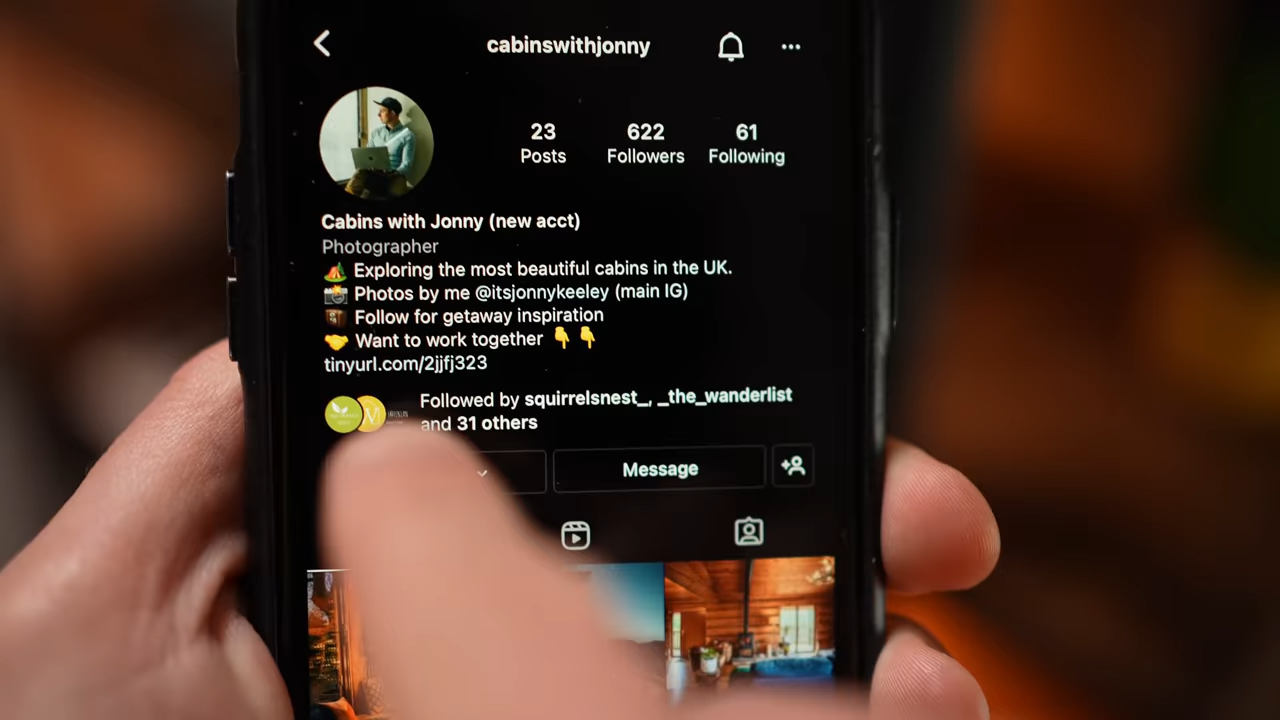 cabinswithjonny
23 622 61
Posts Followers Following
Cabins with Jonny (new acct)
Photographer
🏕️ Exploring the most beautiful cabins in the UK.
📸 Photos by me @itsjonnykeeley (main IG)
🧳 Follow for getaway inspiration
🤝 Want to work together 👇 👇
tinyurl.com/2jjfj323
Followed by squirrelsnest_, _the_wanderlist
and 31 others
Message